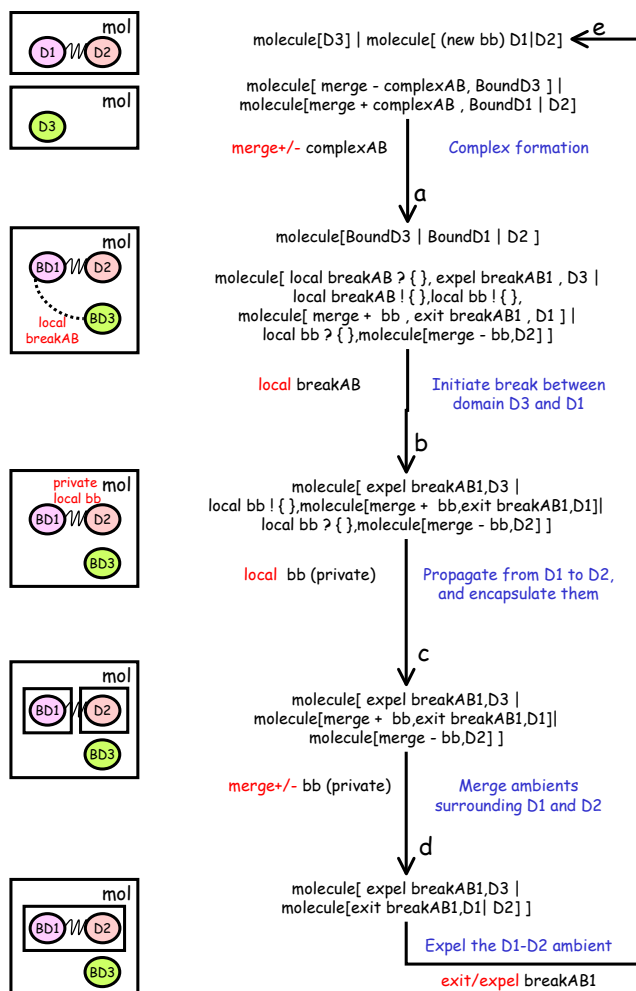 mol
D1 D2
mol
D3
molecule[D3] | molecule[ (new bb) D1|D2]
e
molecule[ merge - complexAB, BoundD3 ] |
molecule[merge + complexAB , BoundD1 | D2]
merge+/- complexAB
Complex formation
a
mol
BD1 D2
BD3
local
breakAB
molecule[BoundD3 | BoundD1 | D2 ]
molecule[ local breakAB ? { }, expel breakAB1 , D3 |
local breakAB ! { },local bb ! { },
molecule[ merge + bb , exit breakAB1 , D1 ] |
local bb ? { },molecule[merge - bb,D2] ]
local breakAB
Initiate break between
domain D3 and D1
b
private
local bb
mol
BD1 D2
BD3
molecule[ expel breakAB1,D3 |
local bb ! { },molecule[merge + bb,exit breakAB1,D1]|
local bb ? { },molecule[merge - bb,D2] ]
local bb (private)
Propagate from D1 to D2,
and encapsulate them
c
mol
BD1 D2
BD3
molecule[ expel breakAB1,D3 |
molecule[merge + bb,exit breakAB1,D1]|
molecule[merge - bb,D2] ]
merge+/- bb (private)
Merge ambients
surrounding D1 and D2
d
mol
BD1 D2
BD3
molecule[ expel breakAB1,D3 |
molecule[exit breakAB1,D1| D2] ]
Expel the D1-D2 ambient
exit/expel breakAB1